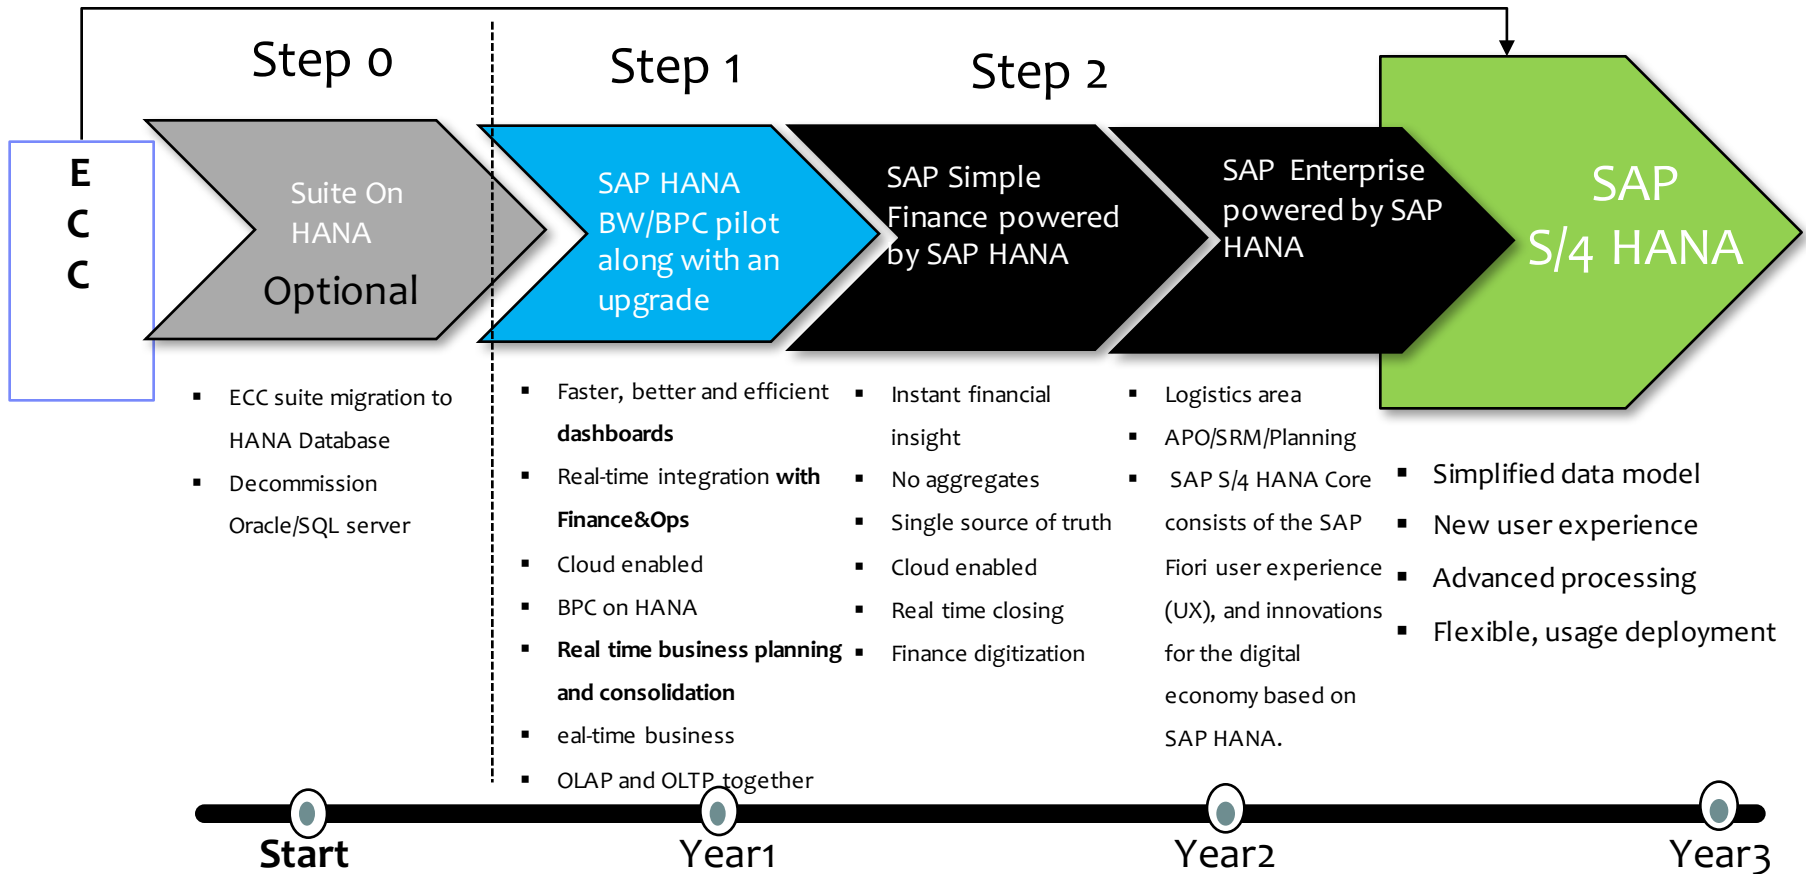 Step 0
Step 1
Step 2
E
C
C
Suite On
HANA
Optional
SAP HANA
BW/BPC pilot
along with an
upgrade
SAP Simple
Finance powered
by SAP HANA
SAP Enterprise
powered by SAP
HANA
SAP
S/4 HANA
▪ ECC suite migration to
HANA Database
▪ Decommission
Oracle/SQL server
▪ Faster, better and efficient
dashboards
▪ Real-time integration with
Finance&Ops
▪ Cloud enabled
▪ BPC on HANA
▪ Real time business planning
and consolidation
▪ eal-time business
▪ OLAP and OLTP together
▪ Instant financial
insight
▪ No aggregates
▪ Single source of truth
▪ Cloud enabled
▪ Real time closing
▪ Finance digitization
▪ Logistics area
▪ APO/SRM/Planning
▪ SAP S/4 HANA Core
consists of the SAP
Fiori user experience
(UX), and innovations
for the digital
economy based on
SAP HANA.
▪ Simplified data model
▪ New user experience
▪ Advanced processing
▪ Flexible, usage deployment
Start
Year1
Year2
Year3